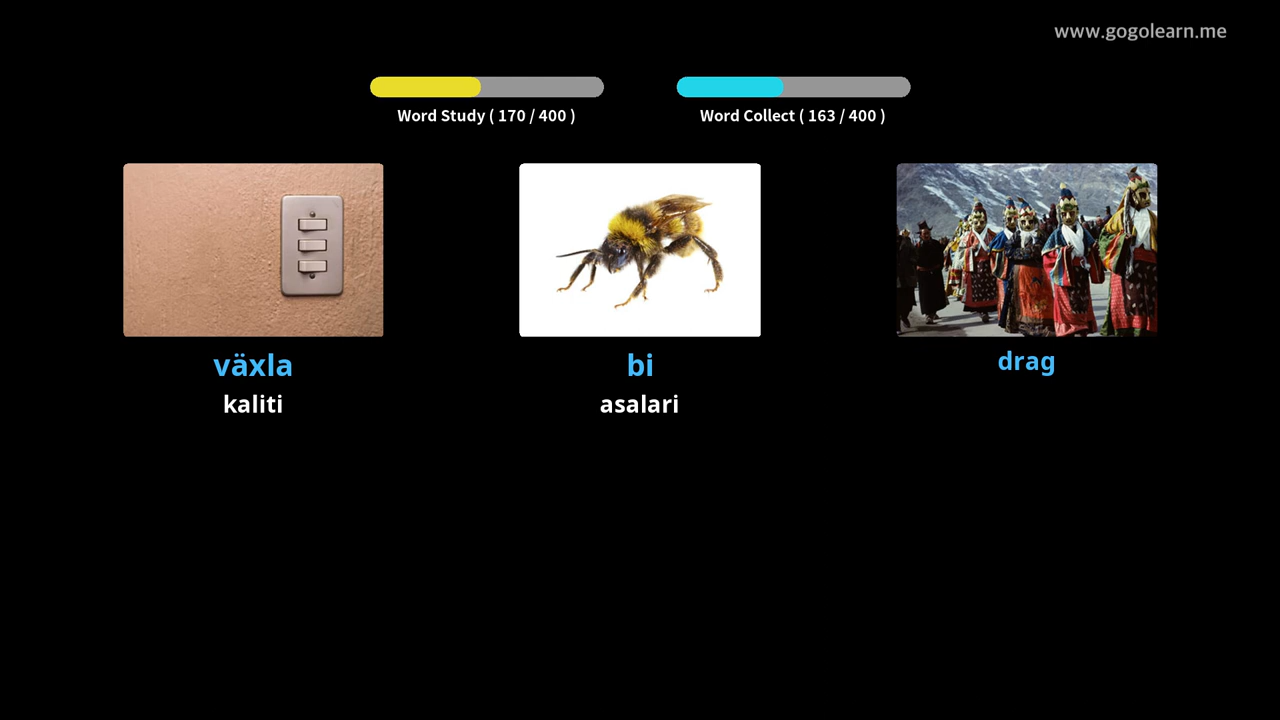 www.gogolearn.me
Word Study ( 170 / 400 )
Word Collect ( 163 / 400 )
växla
kaliti
bi
asalari
drag